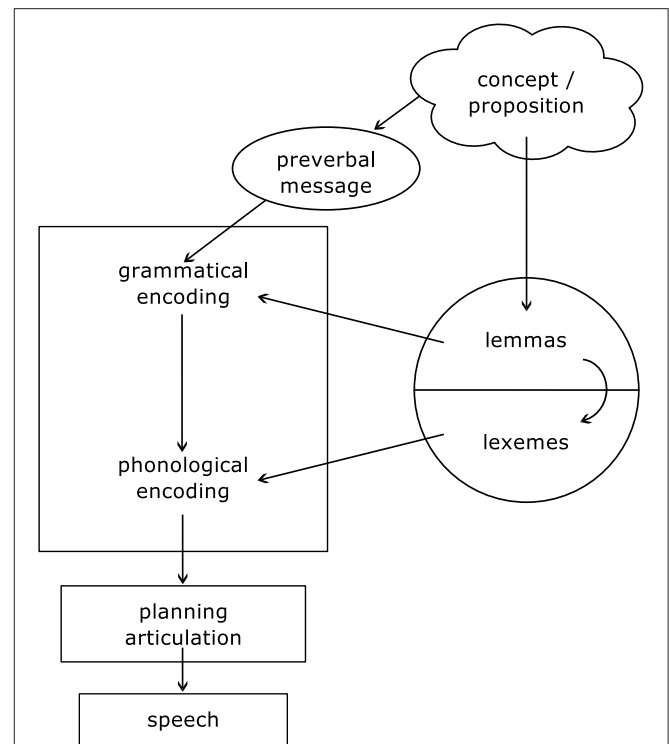 concept /
proposition
preverbal
message
grammatical
encoding
lemmas
lexemes
phonological
encoding
planning
articulation
speech